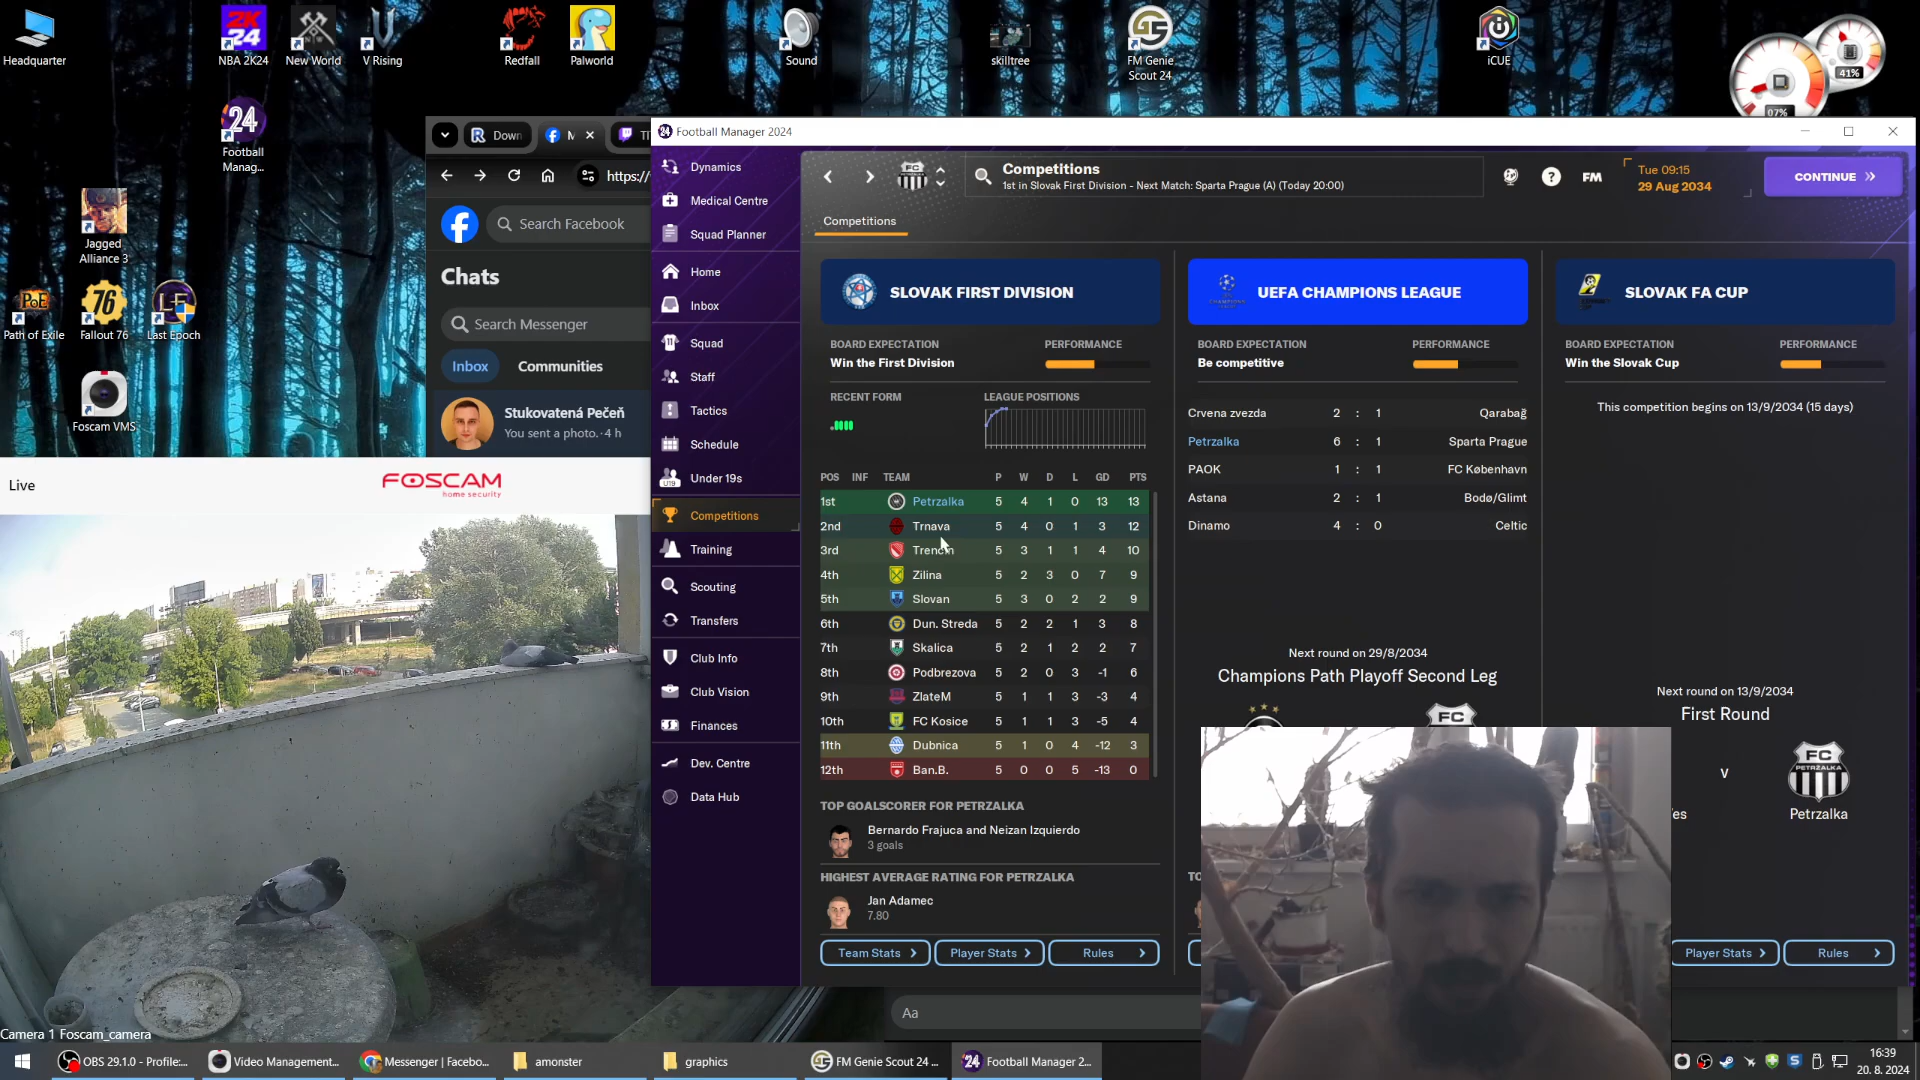 Headquarter
NBA 2K24
New World
V Rising
Redfall
Palworld
Sound
skilltree
FM Genie
Scout 24
iCUE
41%
07%
Football
Manag...
Jagged
Alliance 3
Path of Exile
Fallout 76
Last Epoch
Foscam VMS
Down
https://
Search Facebook
Chats
Search Messenger
Inbox
Communities
Stukovatená Pečeň
You sent a photo. · 4 h
Live
FOSCAM
home security
Camera 1 Foscam_camera
Football Manager 2024
Dynamics
Medical Centre
Squad Planner
Home
Inbox
Squad
Staff
Tactics
Schedule
Under 19s
Competitions
Training
Scouting
Transfers
Club Info
Club Vision
Finances
Dev. Centre
Data Hub
Competitions
1st in Slovak First Division - Next Match: Sparta Prague (A) (Today 20:00)
FM
Tue 09:15
29 Aug 2034
CONTINUE
Competitions
SLOVAK FIRST DIVISION
BOARD EXPECTATION
PERFORMANCE
Win the First Division
RECENT FORM
LEAGUE POSITIONS
POS INF TEAM P W D L GD PTS
1st Petrzalka 5 4 1 0 13 13
2nd Trnava 5 4 0 1 3 12
3rd Trencin 5 3 1 1 4 10
4th Zilina 5 2 3 0 7 9
5th Slovan 5 3 0 2 2 9
6th Dun. Streda 5 2 2 1 3 8
7th Skalica 5 2 1 2 2 7
8th Podbrezova 5 2 0 3 -1 6
9th ZlateM 5 1 1 3 -3 4
10th FC Kosice 5 1 1 3 -5 4
11th Dubnica 5 1 0 4 -12 3
12th Ban.B. 5 0 0 5 -13 0
TOP GOALSCORER FOR PETRZALKA
Bernardo Frajuca and Neizan Izquierdo
3 goals
HIGHEST AVERAGE RATING FOR PETRZALKA
Jan Adamec
7.80
Team Stats
Player Stats
Rules
UEFA CHAMPIONS LEAGUE
BOARD EXPECTATION
PERFORMANCE
Be competitive
Crvena zvezda 2 : 1 Qarabağ
Petrzalka 6 : 1 Sparta Prague
PAOK 1 : 1 FC København
Astana 2 : 1 Bodø/Glimt
Dinamo 4 : 0 Celtic
Next round on 29/8/2034
Champions Path Playoff Second Leg
SLOVAK FA CUP
BOARD EXPECTATION
PERFORMANCE
Win the Slovak Cup
This competition begins on 13/9/2034 (15 days)
Next round on 13/9/2034
First Round
v
FC
PETRZALKA
Petrzalka
Player Stats
Rules
Aa
OBS 29.1.0 - Profile:...
Video Management...
Messenger | Facebo...
amonster
graphics
FM Genie Scout 24 ...
Football Manager 2...
16:39
20. 8. 2024